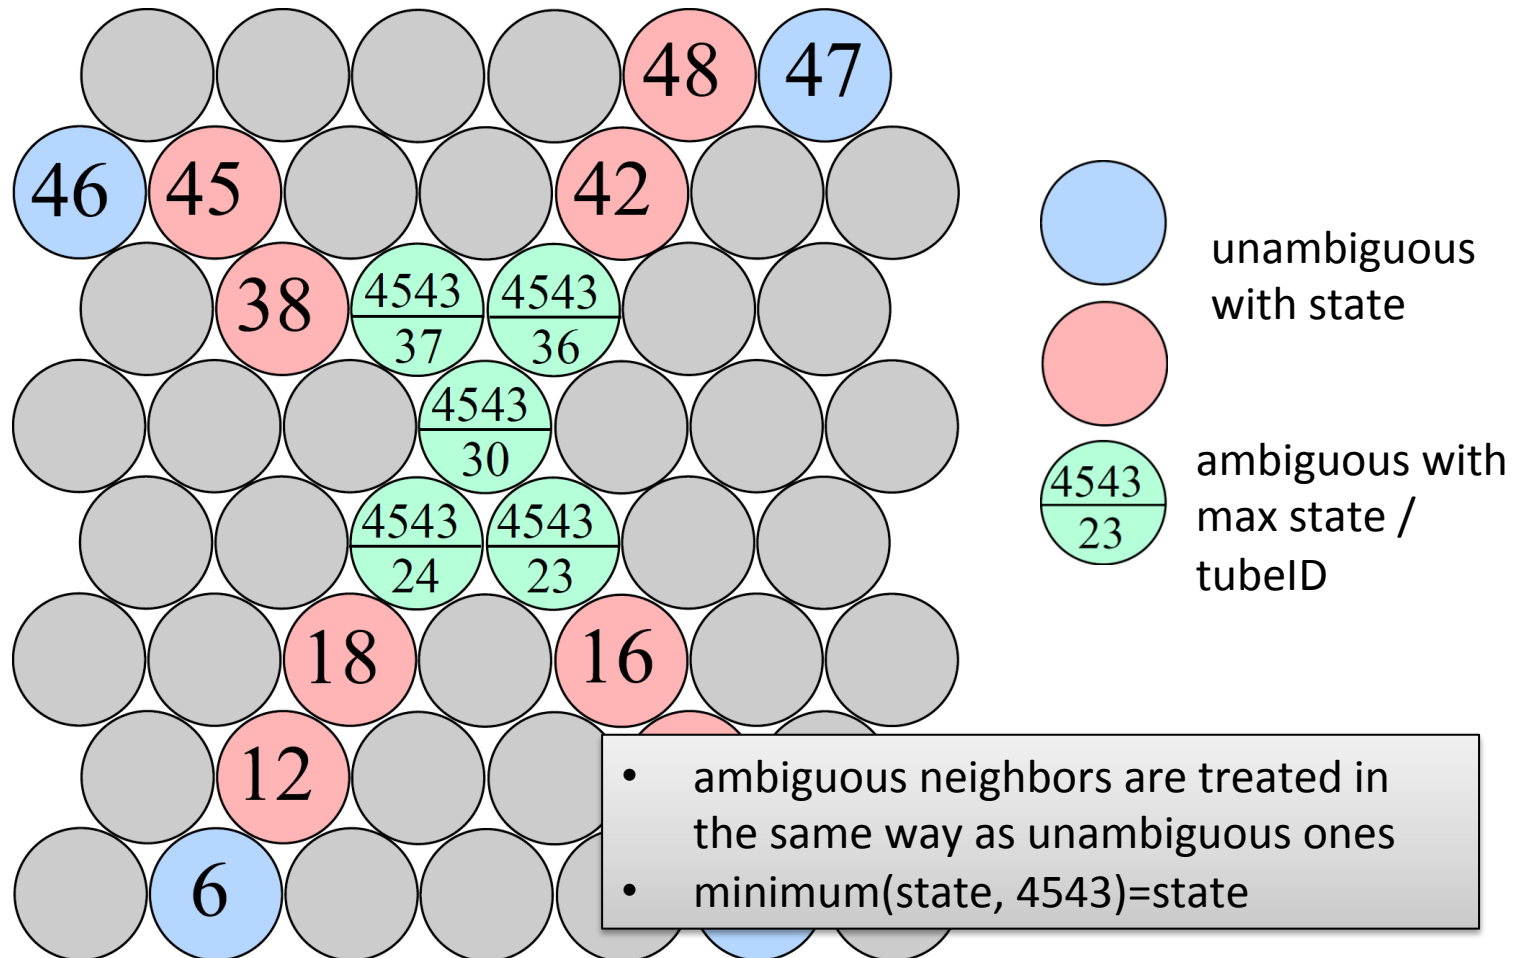 48 47
46 45 42
38 4543 4543
37 36
4543
30
4543 4543
24 23
18 16
12
6
unambiguous
with state
4543
23
ambiguous with
max state /
tubeID
• ambiguous neighbors are treated in
the same way as unambiguous ones
• minimum(state, 4543)=state